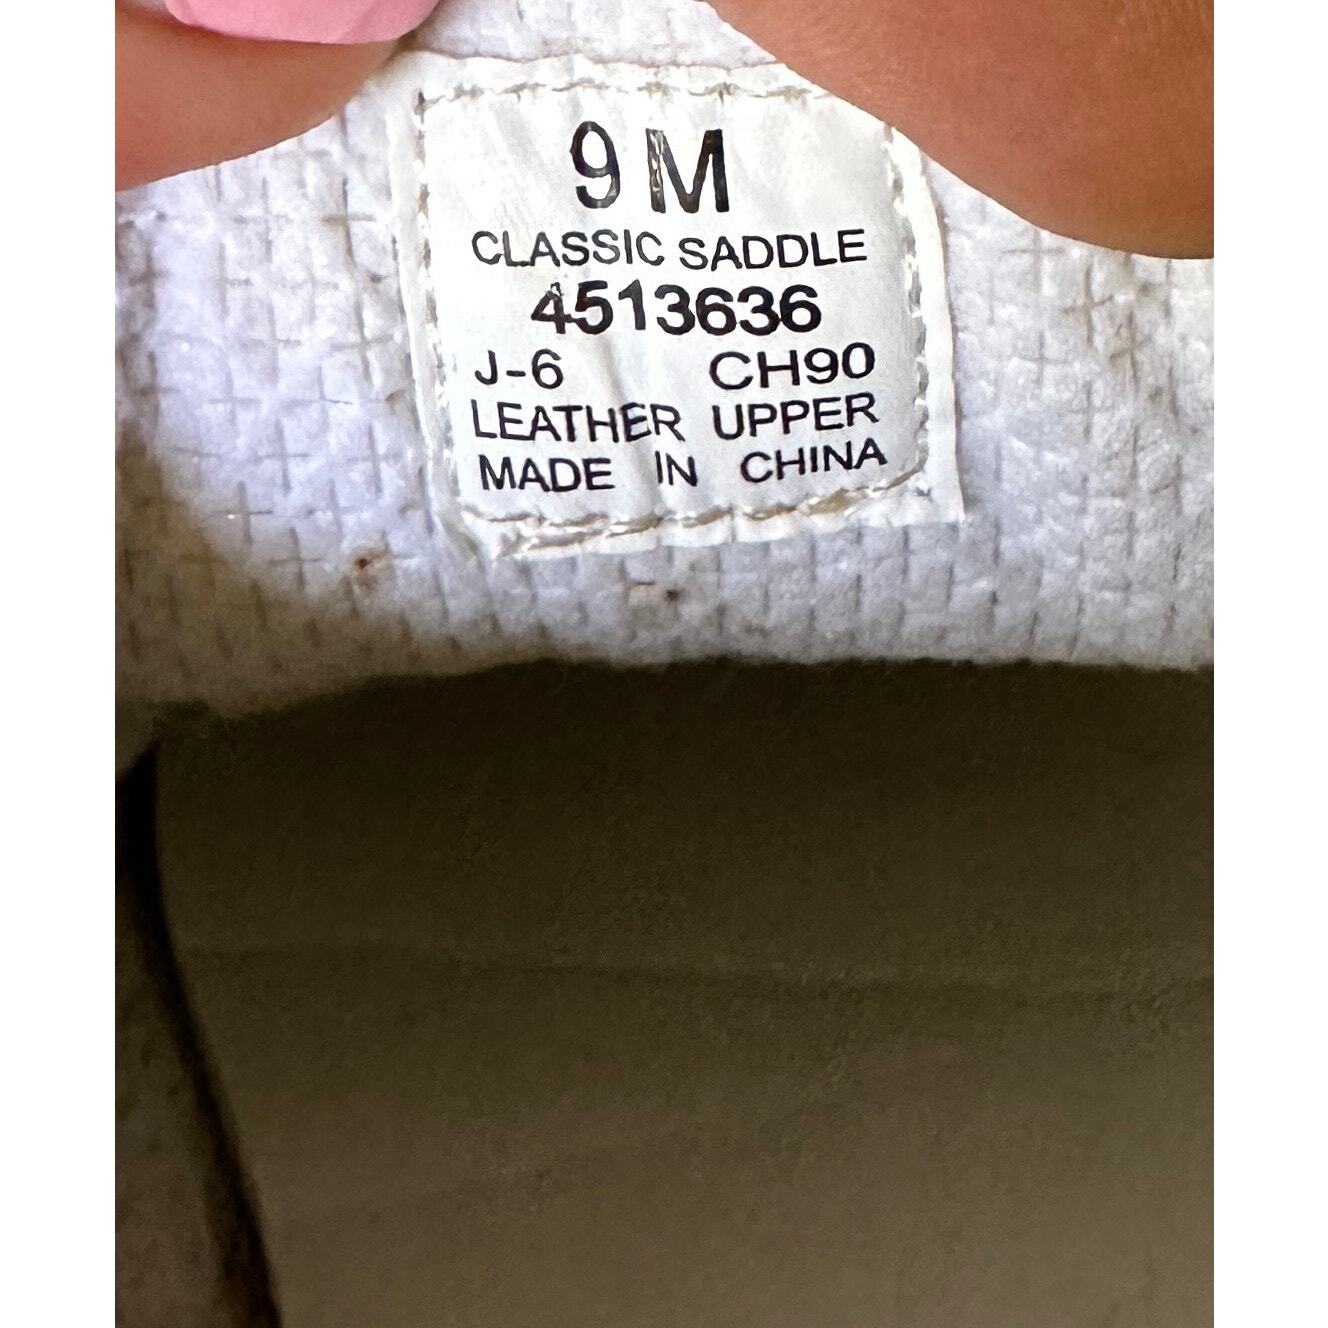 9 M
CLASSIC SADDLE
4513636
J-6 CH90
LEATHER UPPER
MADE IN CHINA